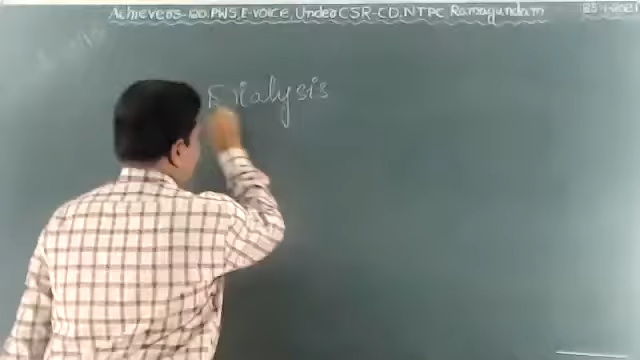 Achievers-GD, PWS, E-VOICE, Under CSR-CD, NTPC Ramagundam
Dialysis